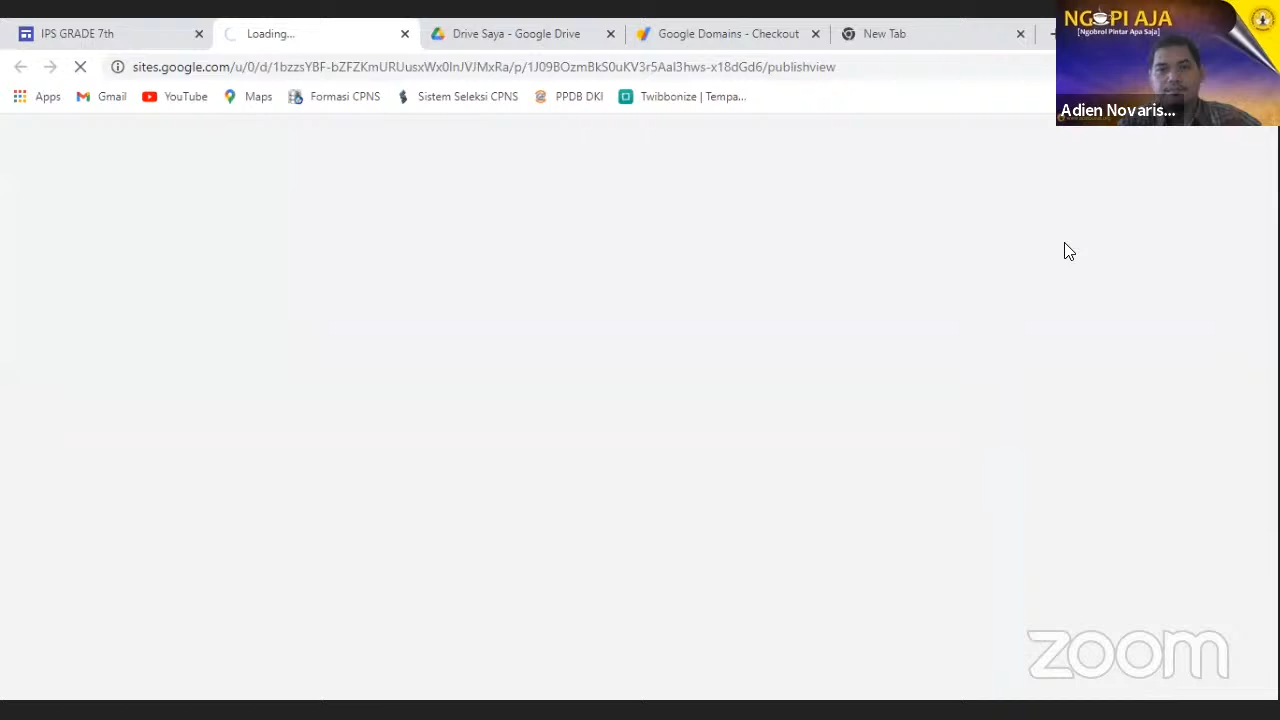 IPS GRADE 7th
Loading...
Drive Saya - Google Drive
Google Domains - Checkout
New Tab
sites.google.com/u/0/d/1bzzsYBF-bZFZKmURUusxWx0InJVJMxRa/p/1J09BOzmBkS0uKV3r5AaI3hws-x18dGd6/publishview
Apps
Gmail
YouTube
Maps
Formasi CPNS
Sistem Seleksi CPNS
PPDB DKI
Twibbonize | Tempa...
NGOPI AJA
[Ngobrol Pintar Apa Saja]
Adien Novaris...
zoom